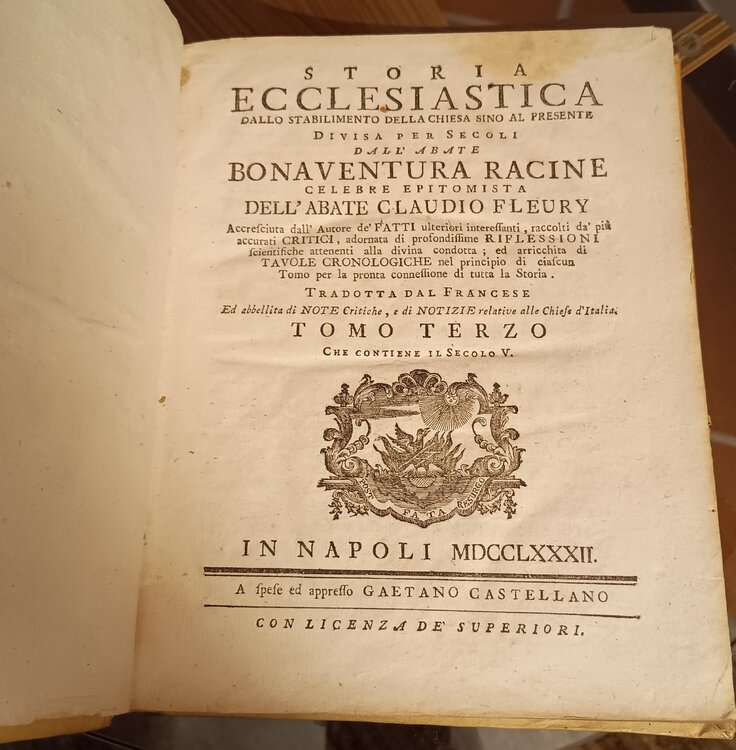 STORIA
ECCLESIASTICA
DALLO STABILIMENTO DELLA CHIESA SINO AL PRESENTE
DIVISA PER SECOLI
DALL' ABATE
BONAVENTURA RACINE
CELEBRE EPITOMISTA
DELL'ABATE CLAUDIO FLEURY
Accreſciuta dall' Autore de' FATTI ulteriori intereſſanti, raccolti da' più
accurati CRITICI, adornata di profondiſſime RIFLESSIONI
ſcientifiche attenenti alla divina condotta; ed arricchita di
TAVOLE CRONOLOGICHE nel principio di ciaſcun
Tomo per la pronta conneſſione di tutta la Storia.
TRADOTTA DAL FRANCESE
Ed abbellita di NOTE Critiche, e di NOTIZIE relative alle Chieſe d'Italia.
TOMO TERZO
CHE CONTIENE IL SECOLO V.
POST FATA RESURGO
IN NAPOLI MDCCLXXXII.
A ſpeſe ed appreſſo GAETANO CASTELLANO
CON LICENZA DE' SUPERIORI.